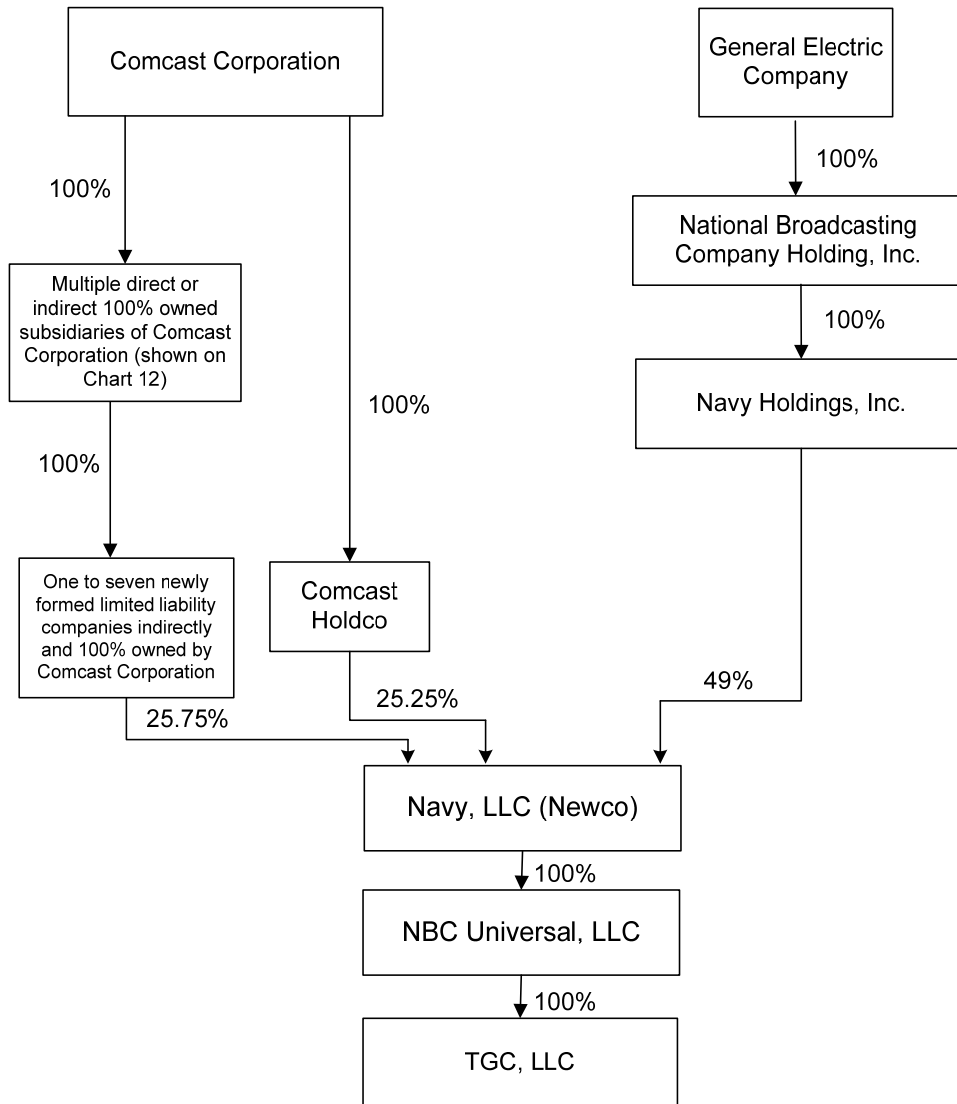 Comcast Corporation
General Electric
Company
100%
100%
National Broadcasting
Company Holding, Inc.
Multiple direct or
indirect 100% owned
subsidiaries of Comcast
Corporation (shown on
Chart 12)
100%
Navy Holdings, Inc.
100%
100%
One to seven newly
formed limited liability
companies indirectly
and 100% owned by
Comcast Corporation
Comcast
Holdco
25.75%
25.25%
49%
Navy, LLC (Newco)
100%
NBC Universal, LLC
100%
TGC, LLC